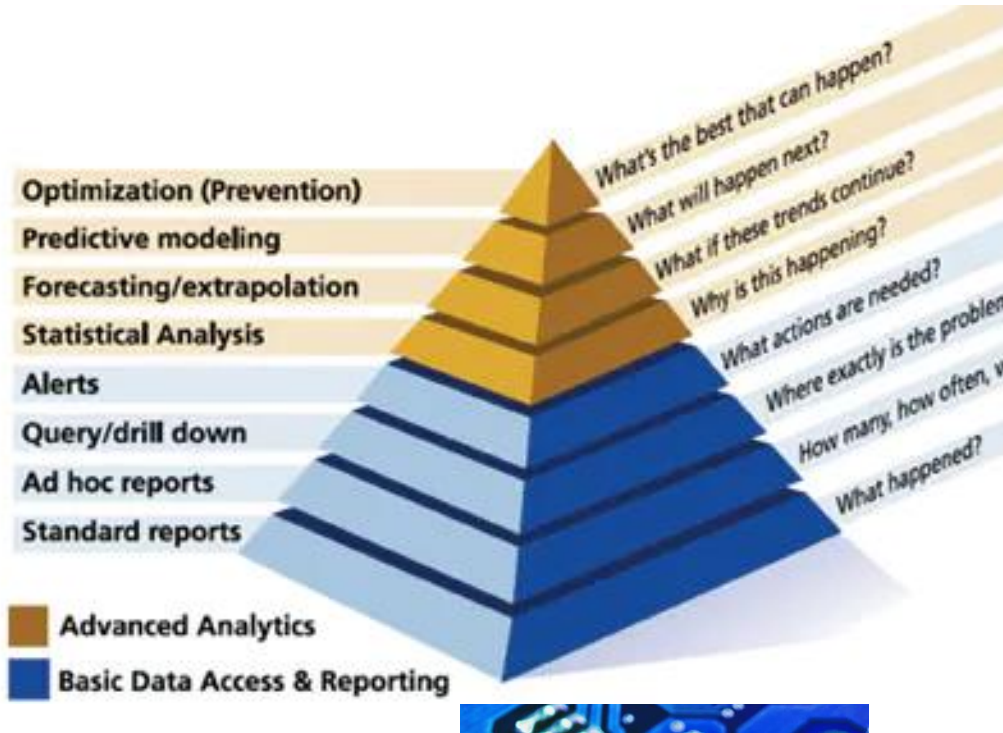 Optimization (Prevention)
Predictive modeling
Forecasting/extrapolation
Statistical Analysis
Alerts
Query/drill down
Ad hoc reports
Standard reports
What's the best that can happen?
What will happen next?
What if these trends continue?
Why is this happening?
What actions are needed?
Where exactly is the problem
How many, how often,
What happened?
Advanced Analytics
Basic Data Access & Reporting